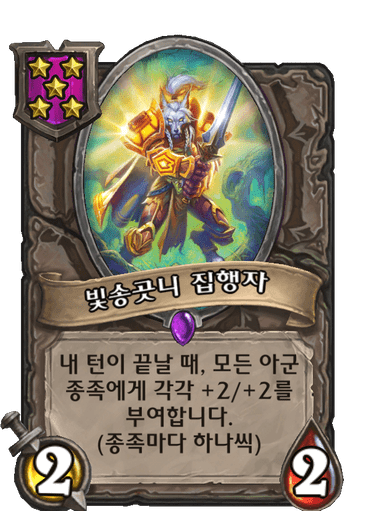 빛송곳니 집행자
내 턴이 끝날 때, 모든 아군
종족에게 각각 +2/+2를
부여합니다.
(종족마다 하나씩)
2
2